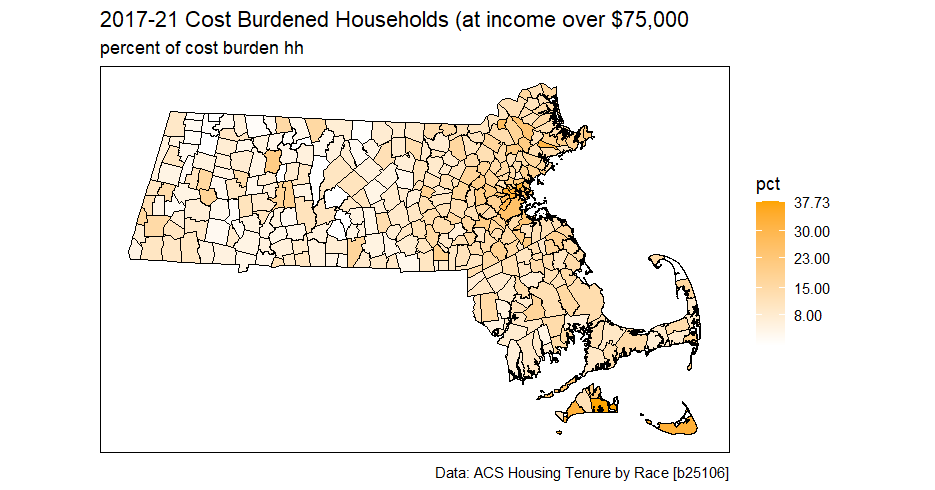 2017-21 Cost Burdened Households (at income over $75,000
percent of cost burden hh
pct
37.73
30.00
23.00
15.00
8.00
Data: ACS Housing Tenure by Race [b25106]